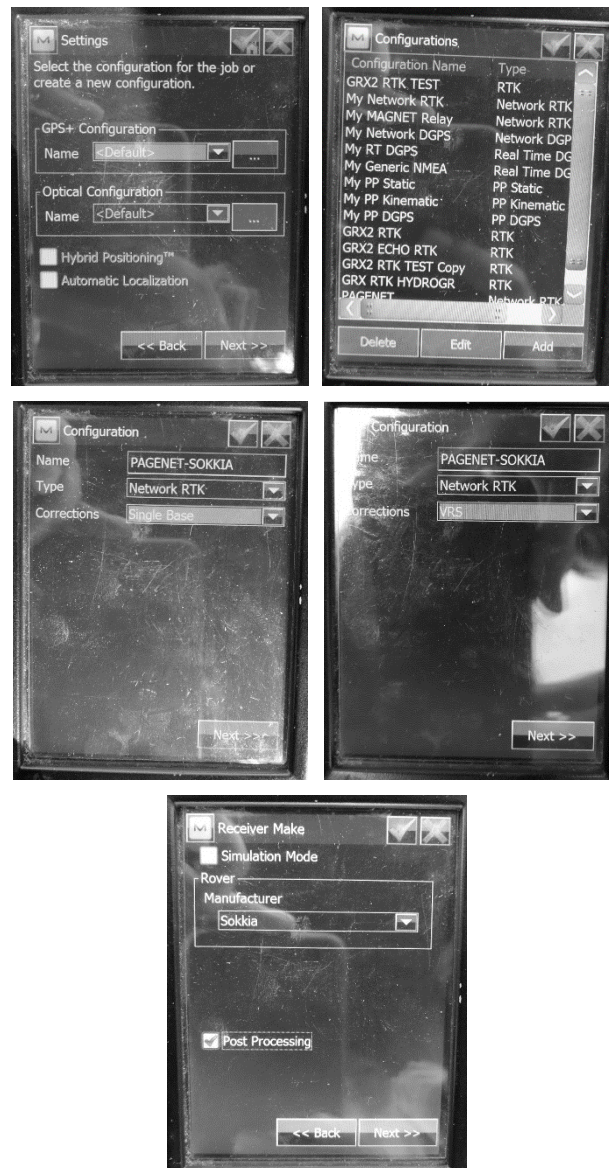 Settings
Select the configuration for the job or
create a new configuration.
GPS+ Configuration
Name <Default> ...
Optical Configuration
Name <Default> ...
Hybrid Positioning™
Automatic Localization
<< Back Next >>
Configurations
Configuration Name Type
GRX2 RTK TEST RTK
My Network RTK Network RTK
My MAGNET Relay Network RTK
My Network DGPS Network DGP
My RT DGPS Real Time DG
My Generic NMEA Real Time DG
My PP Static PP Static
My PP Kinematic PP Kinematic
My PP DGPS PP DGPS
GRX2 RTK RTK
GRX2 ECHO RTK RTK
GRX2 RTK TEST Copy RTK
GRX RTK HYDROGR RTK
PAGENET Network RTK
Delete Edit Add
Configuration
Name PAGENET-SOKKIA
Type Network RTK
Corrections Single Base
Next >>
Configuration
me PAGENET-SOKKIA
ype Network RTK
orrections VRS
Next >>
Receiver Make
Simulation Mode
Rover
Manufacturer
Sokkia
Post Processing
<< Back Next >>